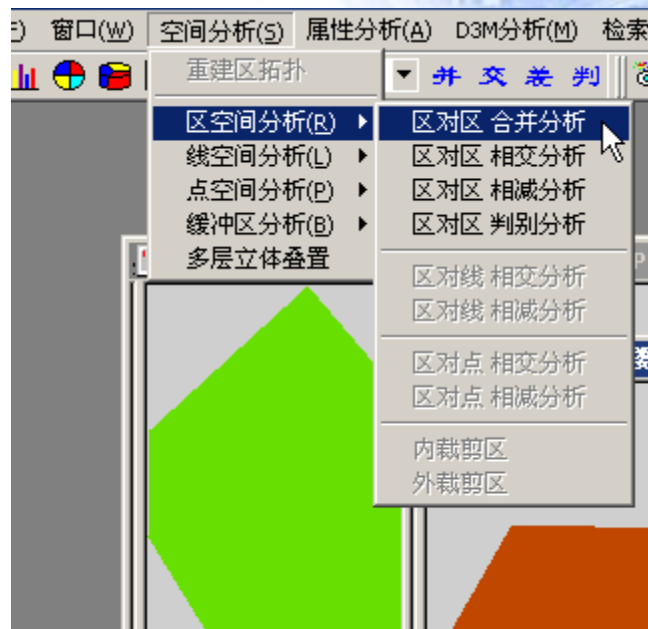 窗口(W) 空间分析(S) 属性分析(A) D3M分析(M) 检索
重建区拓扑
并 交 差 判
区空间分析(R)
线空间分析(L)
点空间分析(P)
缓冲区分析(B)
多层立体叠置
区对区 合并分析
区对区 相交分析
区对区 相减分析
区对区 判别分析
区对线 相交分析
区对线 相减分析
区对点 相交分析
区对点 相减分析
内裁剪区
外裁剪区